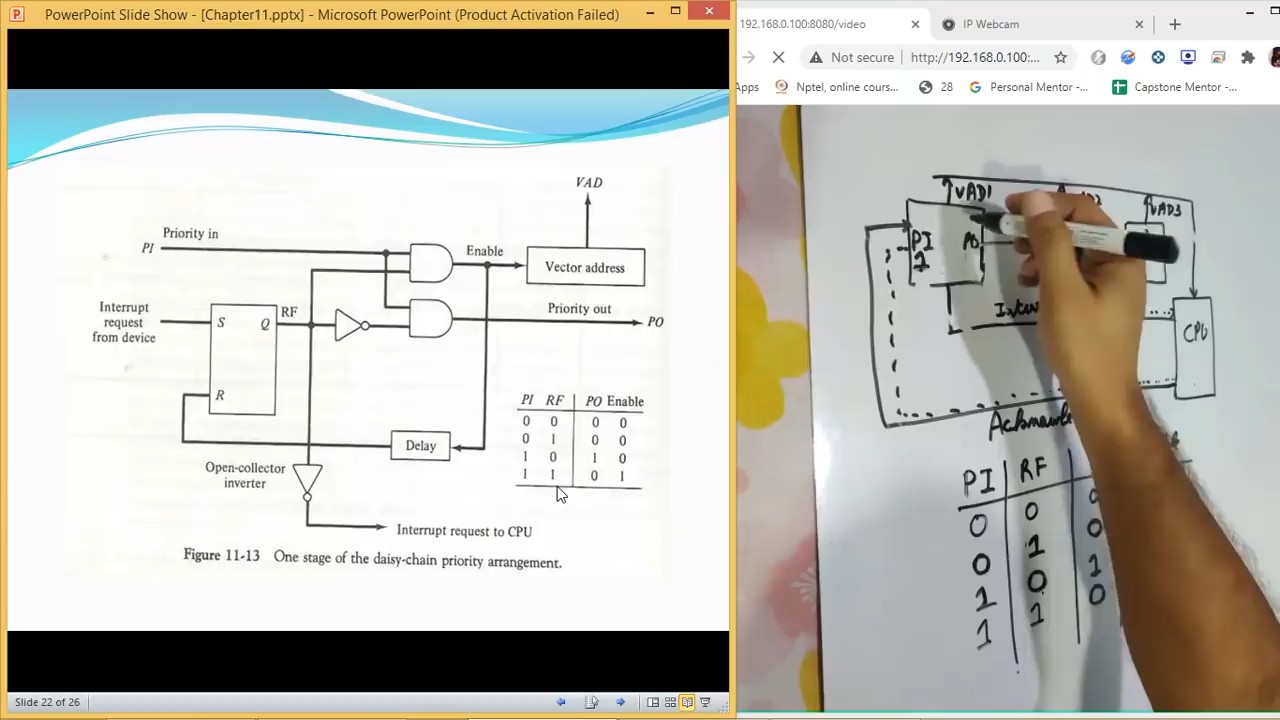 PowerPoint Slide Show - [Chapter11.pptx] - Microsoft PowerPoint (Product Activation Failed)
192.168.0.100:8080/video
IP Webcam
Not secure
http://192.168.0.100:...
Apps
Nptel, online cours...
28
Personal Mentor -...
Capstone Mentor -...
VAD
Priority in
PI
Enable
Vector address
Interrupt
request
from device
RF
S Q
R
Priority out
PO
Delay
PI RF PO Enable
0 0 0 0
0 1 0 0
1 0 1 0
1 1 0 1
Open-collector
inverter
Interrupt request to CPU
Figure 11-13 One stage of the daisy-chain priority arrangement.
Slide 22 of 26
VAD1
VAD3
PI
1
PO
CPU
PI RF
0 0
0 1 0
1 0 1
1 1 0